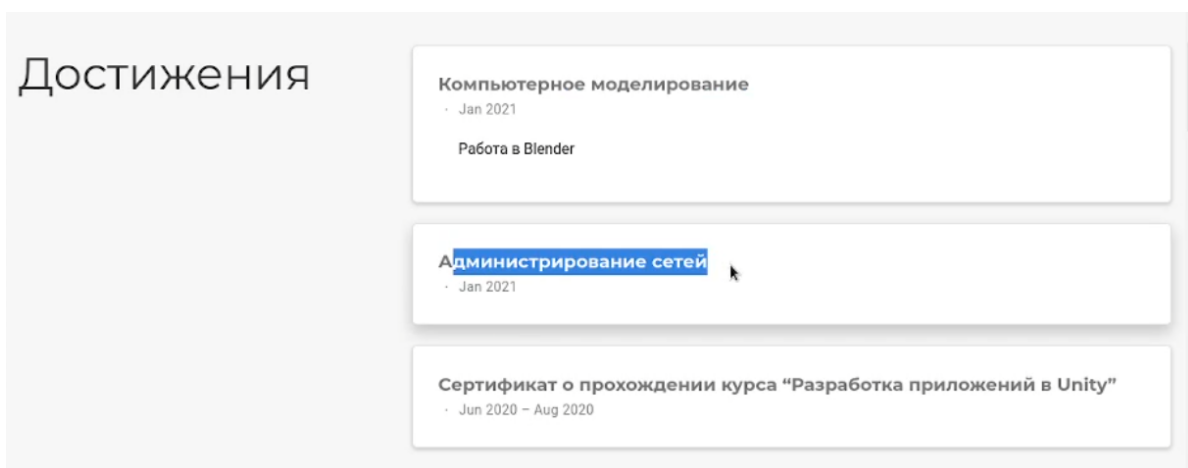 Достижения
Компьютерное моделирование
· Jan 2021
Работа в Blender
Администрирование сетей
· Jan 2021
Сертификат о прохождении курса “Разработка приложений в Unity”
· Jun 2020 – Aug 2020